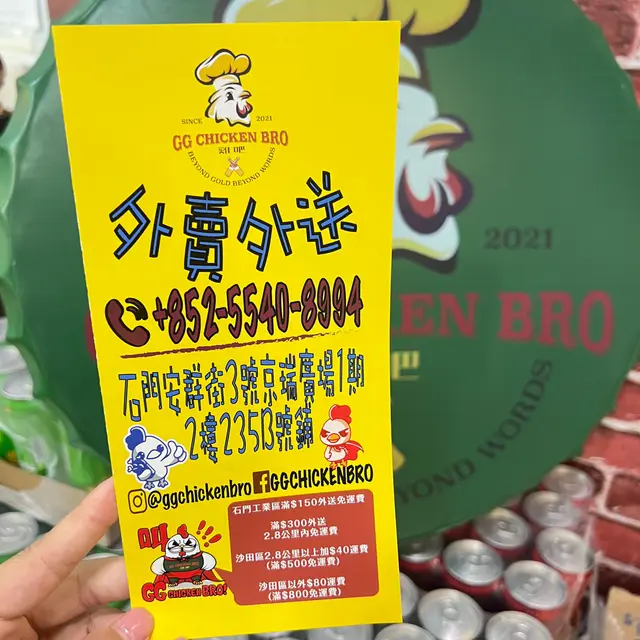 SINCE 2021
GG CHICKEN BRO
雞吧
BEYOND GOLD BEYOND WORDS
外賣外送
+852-5540-8994
石門安群街3號京瑞廣場1期
2樓235B號鋪
@ggchickenbro GGCHICKENBRO
石門工業區滿$150外送免運費
滿$300外送
2.8公里內免運費
沙田區2.8公里以上加$40運費
(滿$500免運費)
沙田區以外$80運費
(滿$800免運費)
GG CHICKEN BRO!
2021
KEN BRO
吧
YOND WORDS